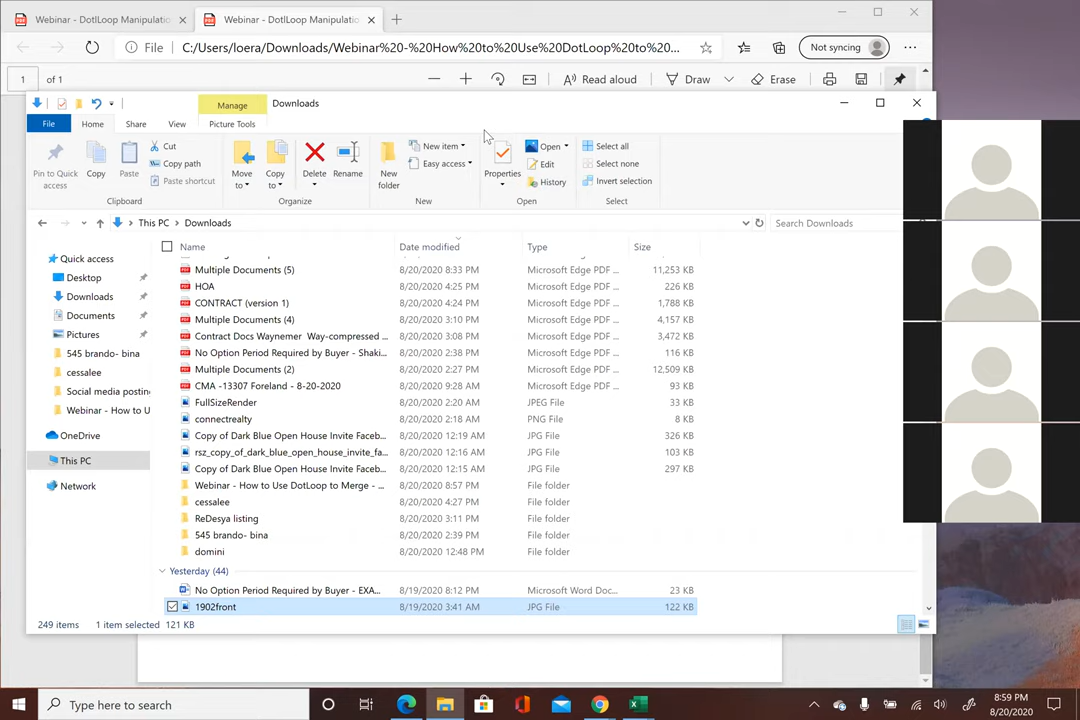 Webinar - DotlLoop Manipulatio
Webinar - DotlLoop Manipulatio
File
C:/Users/loera/Downloads/Webinar%20-%20How%20to%20Use%20DotLoop%20to%20...
Not syncing
1
of 1
Read aloud
Draw
Erase
Manage
Downloads
File
Home
Share
View
Picture Tools
Pin to Quick access
Copy
Paste
Cut
Copy path
Paste shortcut
Move to
Copy to
Delete
Rename
New folder
New item
Easy access
Properties
Open
Edit
History
Select all
Select none
Invert selection
Clipboard
Organize
New
Open
Select
This PC
Downloads
Search Downloads
Name
Date modified
Type
Size
Quick access
Desktop
Downloads
Documents
Pictures
545 brando- bina
cessalee
Social media posting
Webinar - How to U
OneDrive
This PC
Network
Multiple Documents (5) 8/20/2020 8:33 PM Microsoft Edge PDF ... 11,253 KB
HOA 8/20/2020 4:25 PM Microsoft Edge PDF ... 226 KB
CONTRACT (version 1) 8/20/2020 4:24 PM Microsoft Edge PDF ... 1,788 KB
Multiple Documents (4) 8/20/2020 3:10 PM Microsoft Edge PDF ... 4,157 KB
Contract Docs Waynemer Way-compressed ... 8/20/2020 3:08 PM Microsoft Edge PDF ... 3,472 KB
No Option Period Required by Buyer - Shaki... 8/20/2020 2:38 PM Microsoft Edge PDF ... 116 KB
Multiple Documents (2) 8/20/2020 2:27 PM Microsoft Edge PDF ... 12,509 KB
CMA -13307 Foreland - 8-20-2020 8/20/2020 9:28 AM Microsoft Edge PDF ... 93 KB
FullSizeRender 8/20/2020 2:20 AM JPEG File 33 KB
connectrealty 8/20/2020 2:18 AM PNG File 8 KB
Copy of Dark Blue Open House Invite Faceb... 8/20/2020 12:19 AM JPG File 326 KB
rsz_copy_of_dark_blue_open_house_invite_fa... 8/20/2020 12:16 AM JPG File 103 KB
Copy of Dark Blue Open House Invite Faceb... 8/20/2020 12:15 AM JPG File 297 KB
Webinar - How to Use DotLoop to Merge - ... 8/20/2020 8:57 PM File folder
cessalee 8/20/2020 4:27 PM File folder
ReDesya listing 8/20/2020 3:11 PM File folder
545 brando- bina 8/20/2020 2:39 PM File folder
domini 8/20/2020 12:48 PM File folder
Yesterday (44)
No Option Period Required by Buyer - EXA... 8/19/2020 8:12 PM Microsoft Word Doc... 23 KB
1902front 8/19/2020 3:41 AM JPG File 122 KB
249 items 1 item selected 121 KB
Type here to search
8:59 PM
8/20/2020